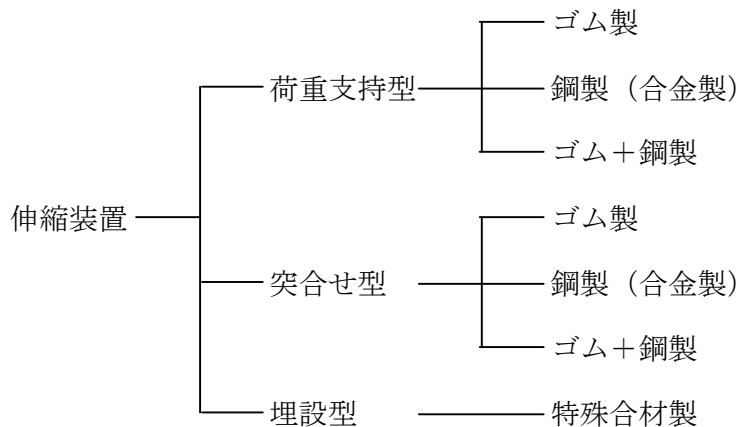 伸縮装置
荷重支持型
ゴム製
鋼製（合金製）
ゴム＋鋼製
突合せ型
ゴム製
鋼製（合金製）
ゴム＋鋼製
埋設型
特殊合材製